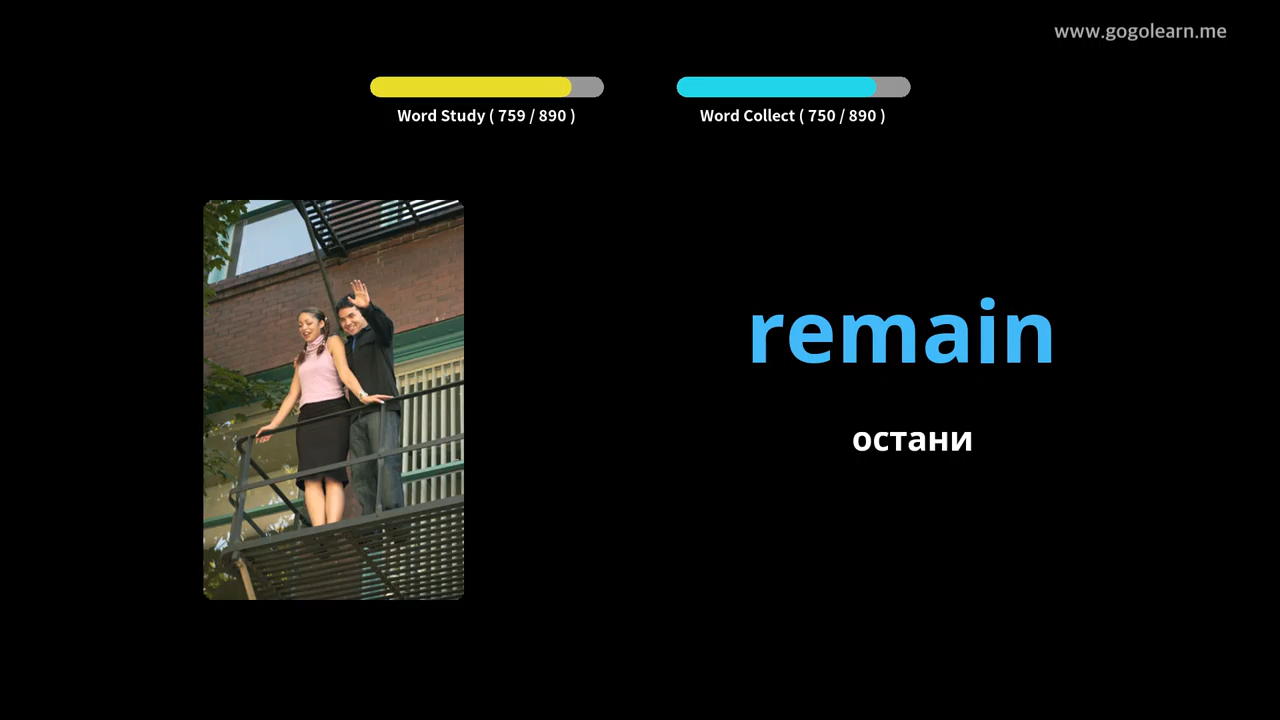 www.gogolearn.me
Word Study ( 759 / 890 )
Word Collect ( 750 / 890 )
remain
остани